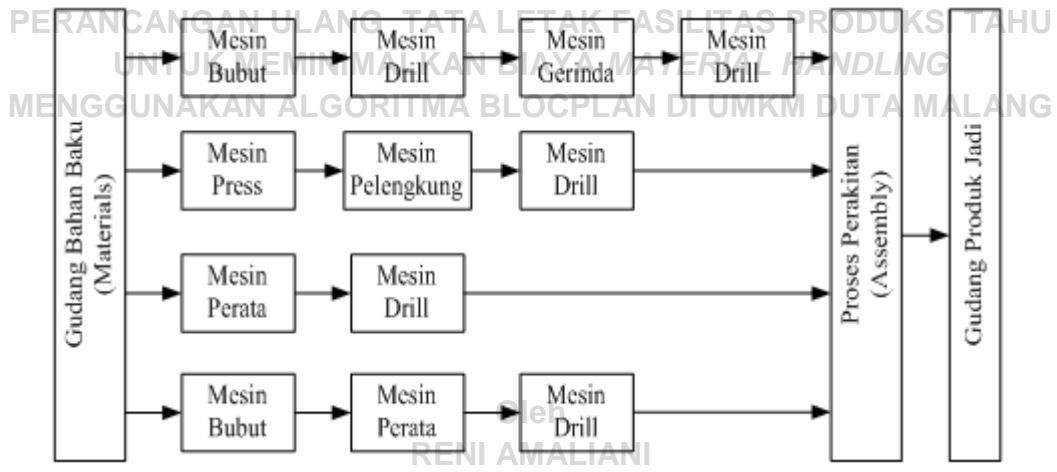 PERANCANGAN ULANG TATA LETAK FASILITAS PRODUKSI TAHU
UNTUK MEMINIMALKAN BIAYA MATERIAL HANDLING
MENGGUNAKAN ALGORITMA BLOCPLAN DI UMKM DUTA MALANG
Gudang Bahan Baku
(Materials)
Mesin
Bubut
Mesin
Drill
Mesin
Gerinda
Mesin
Drill
Mesin
Press
Mesin
Pelengkung
Mesin
Drill
Mesin
Perata
Mesin
Drill
Mesin
Bubut
Mesin
Perata
Mesin
Drill
Proses Perakitan
(Assembly)
Gudang Produk Jadi
Oleh
RENI AMALIANI